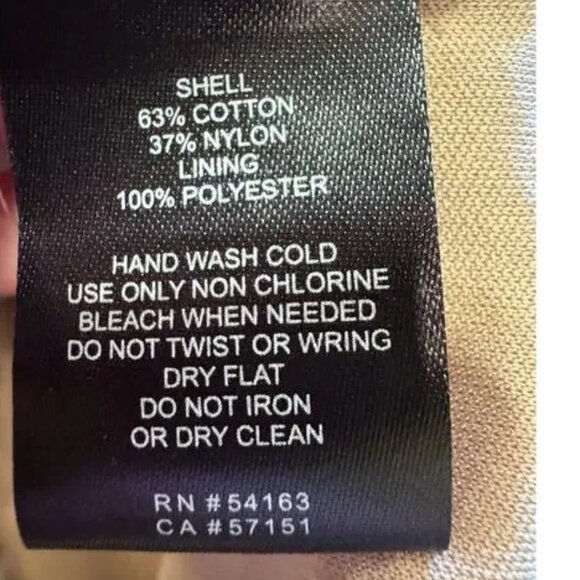 SHELL
63% COTTON
37% NYLON
LINING
100% POLYESTER
HAND WASH COLD
USE ONLY NON CHLORINE
BLEACH WHEN NEEDED
DO NOT TWIST OR WRING
DRY FLAT
DO NOT IRON
OR DRY CLEAN
RN #54163
CA #57151